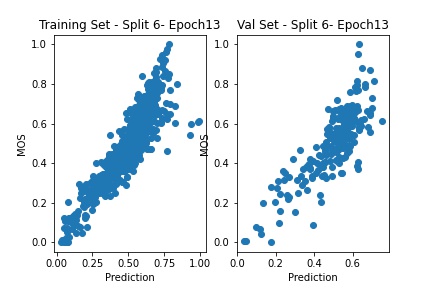 Training Set - Split 6- Epoch13
Val Set - Split 6- Epoch13
MOS
1.0
0.8
0.6
0.4
0.2
0.0
0.00 0.25 0.50 0.75 1.00
Prediction
MOS
1.0
0.8
0.6
0.4
0.2
0.0
0.0 0.2 0.4 0.6
Prediction